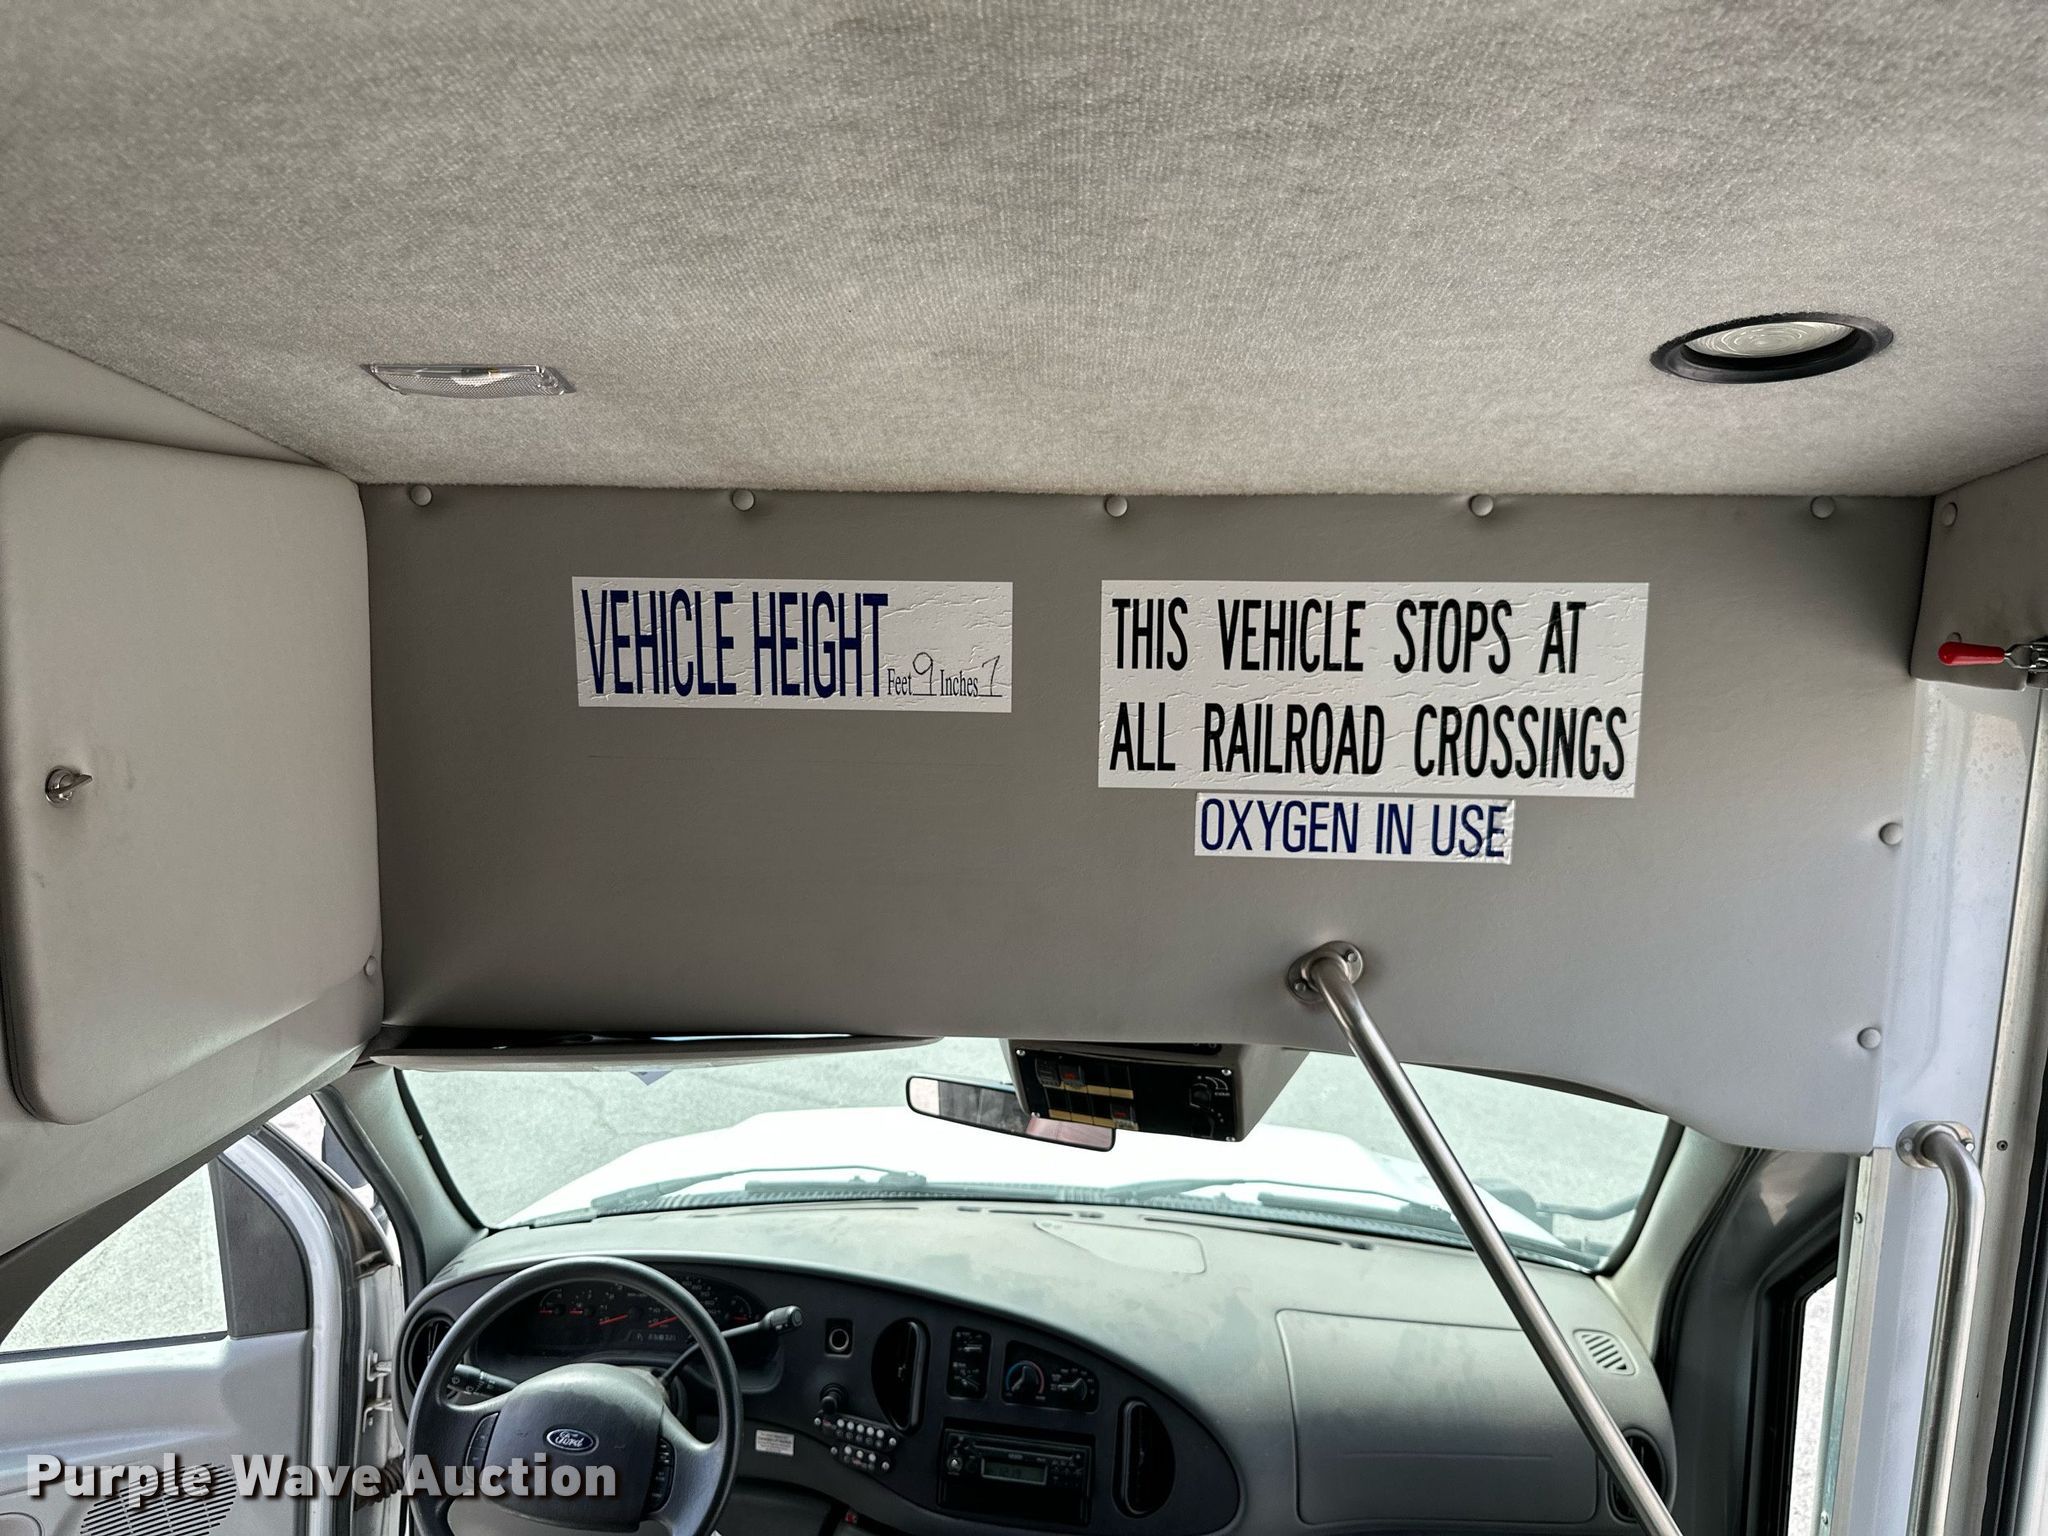 VEHICLE HEIGHT Feet 9 Inches 7
THIS VEHICLE STOPS AT
ALL RAILROAD CROSSINGS
OXYGEN IN USE
Ford
Purple Wave Auction